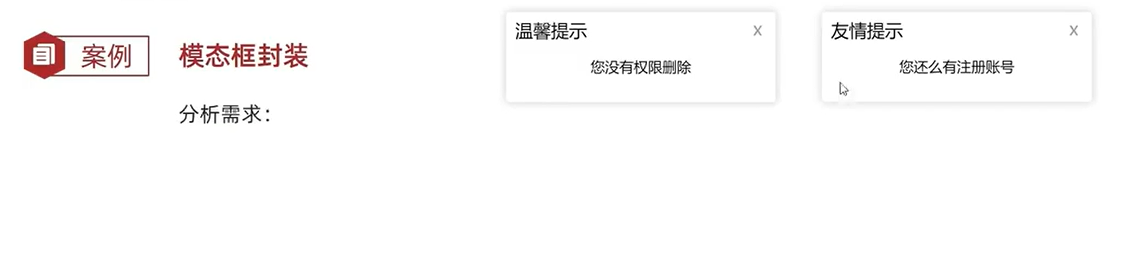 案例
模态框封装
分析需求：
温馨提示 x
您没有权限删除
友情提示 x
您还么有注册账号